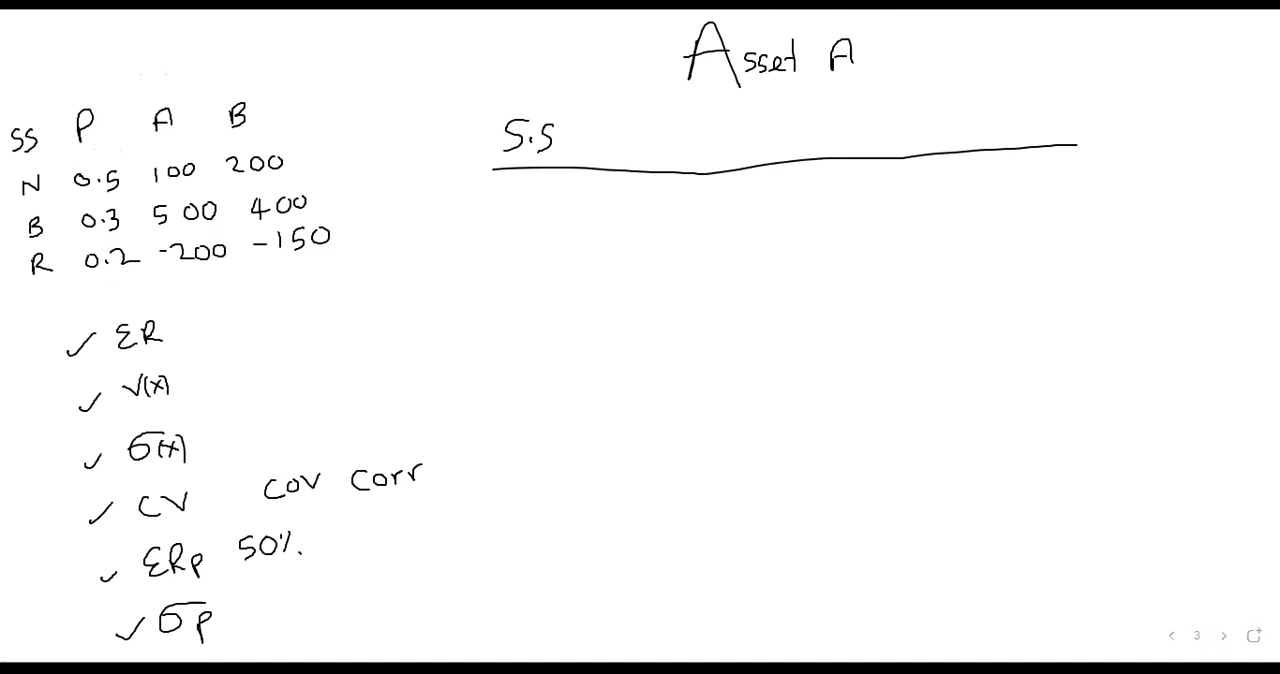 Asset A
SS P A B
N 0.5 100 200
B 0.3 500 400
R 0.2 -200 -150
S.S
✓ ER
✓ V(x)
✓ σ(x)
✓ CV COV Corr
✓ ERp 50%.
✓ σp
3